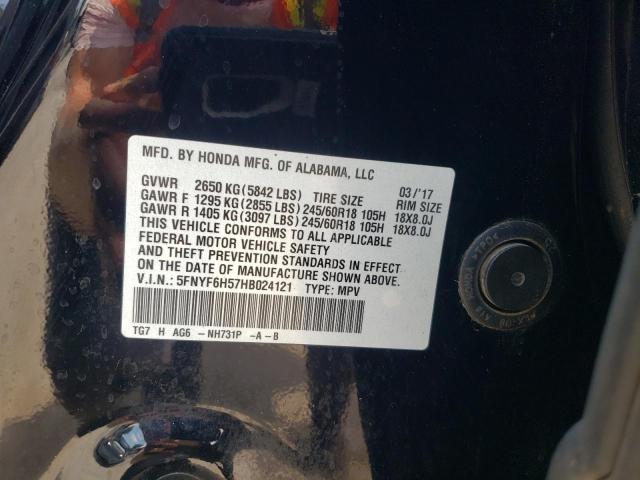 MFD. BY HONDA MFG. OF ALABAMA, LLC
03/'17
GVWR 2650 KG (5842 LBS) TIRE SIZE RIM SIZE
GAWR F 1295 KG (2855 LBS) 245/60R18 105H 18X8.0J
GAWR R 1405 KG (3097 LBS) 245/60R18 105H 18X8.0J
THIS VEHICLE CONFORMS TO ALL APPLICABLE
FEDERAL MOTOR VEHICLE SAFETY
AND THEFT PREVENTION STANDARDS IN EFFECT
ON THE DATE OF MANUFACTURE SHOWN ABOVE.
V.I.N.: 5FNYF6H57HB024121 TYPE: MPV
TG7 H AG6 -NH731P -A-B